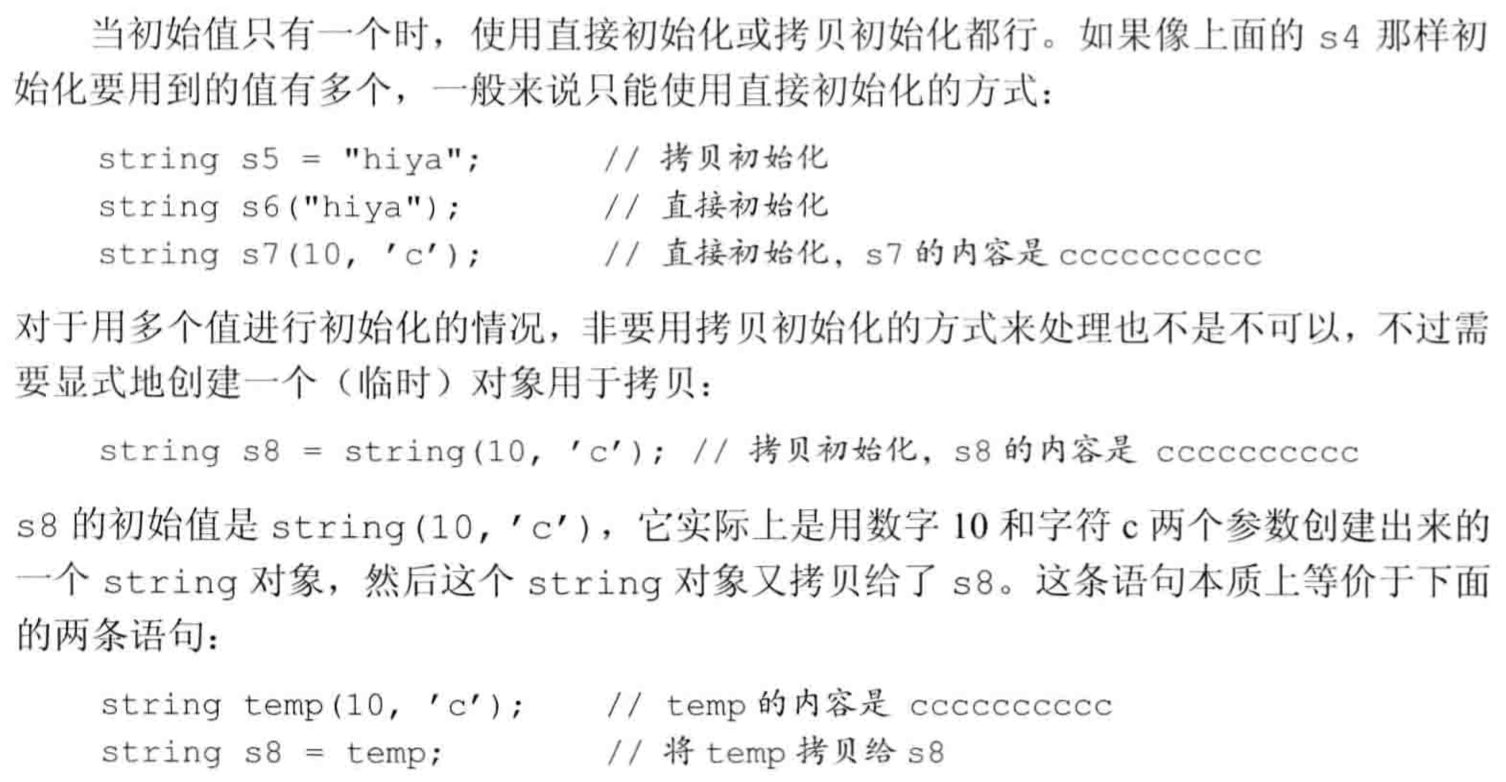 当初始值只有一个时，使用直接初始化或拷贝初始化都行。如果像上面的 s4 那样初
始化要用到的值有多个，一般来说只能使用直接初始化的方式：
string s5 = "hiya";        // 拷贝初始化
string s6("hiya");         // 直接初始化
string s7(10, 'c');        // 直接初始化，s7 的内容是 cccccccccc
对于用多个值进行初始化的情况，非要用拷贝初始化的方式来处理也不是不可以，不过需
要显式地创建一个（临时）对象用于拷贝：
string s8 = string(10, 'c'); // 拷贝初始化，s8 的内容是 cccccccccc
s8 的初始值是 string(10, 'c')，它实际上是用数字 10 和字符 c 两个参数创建出来的
一个 string 对象，然后这个 string 对象又拷贝给了 s8。这条语句本质上等价于下面
的两条语句：
string temp(10, 'c');    // temp 的内容是 cccccccccc
string s8 = temp;        // 将 temp 拷贝给 s8